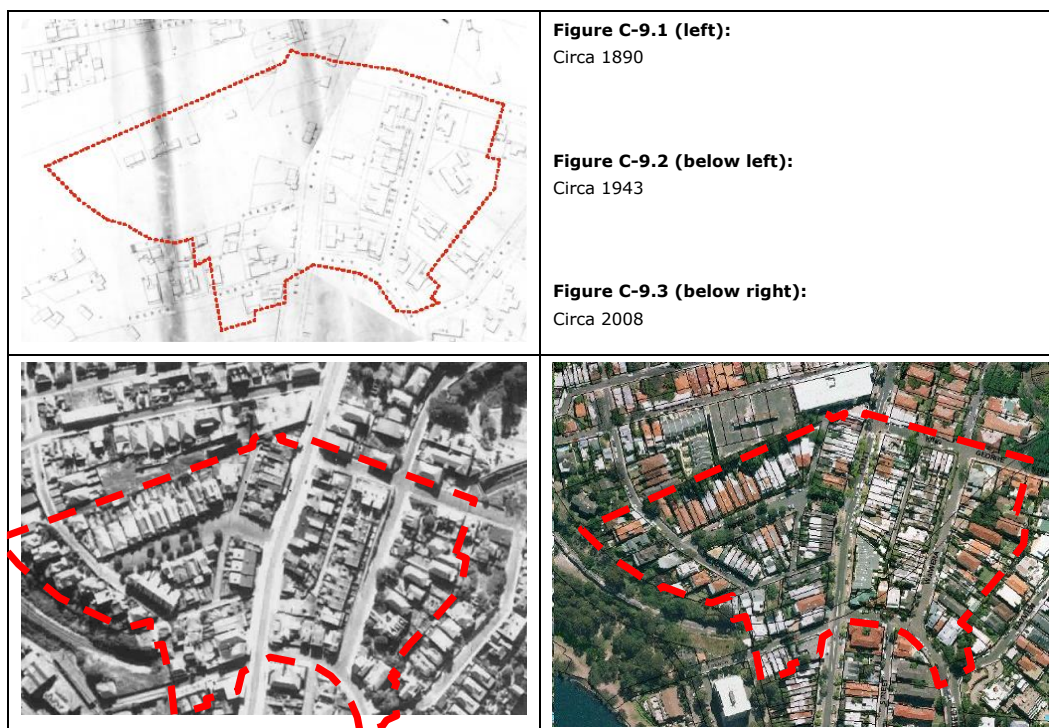 Figure C-9.1 (left):
Circa 1890
Figure C-9.2 (below left):
Circa 1943
Figure C-9.3 (below right):
Circa 2008